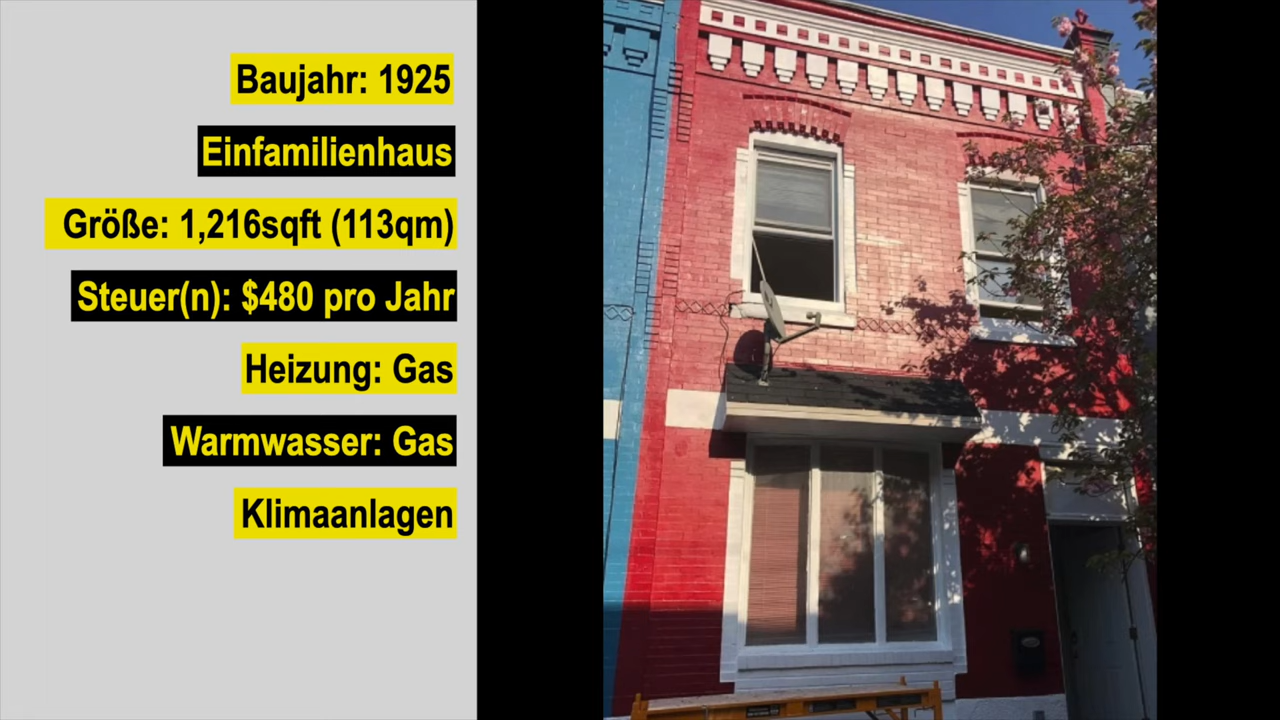 Baujahr: 1925
Einfamilienhaus
Größe: 1,216sqft (113qm)
Steuer(n): $480 pro Jahr
Heizung: Gas
Warmwasser: Gas
Klimaanlagen